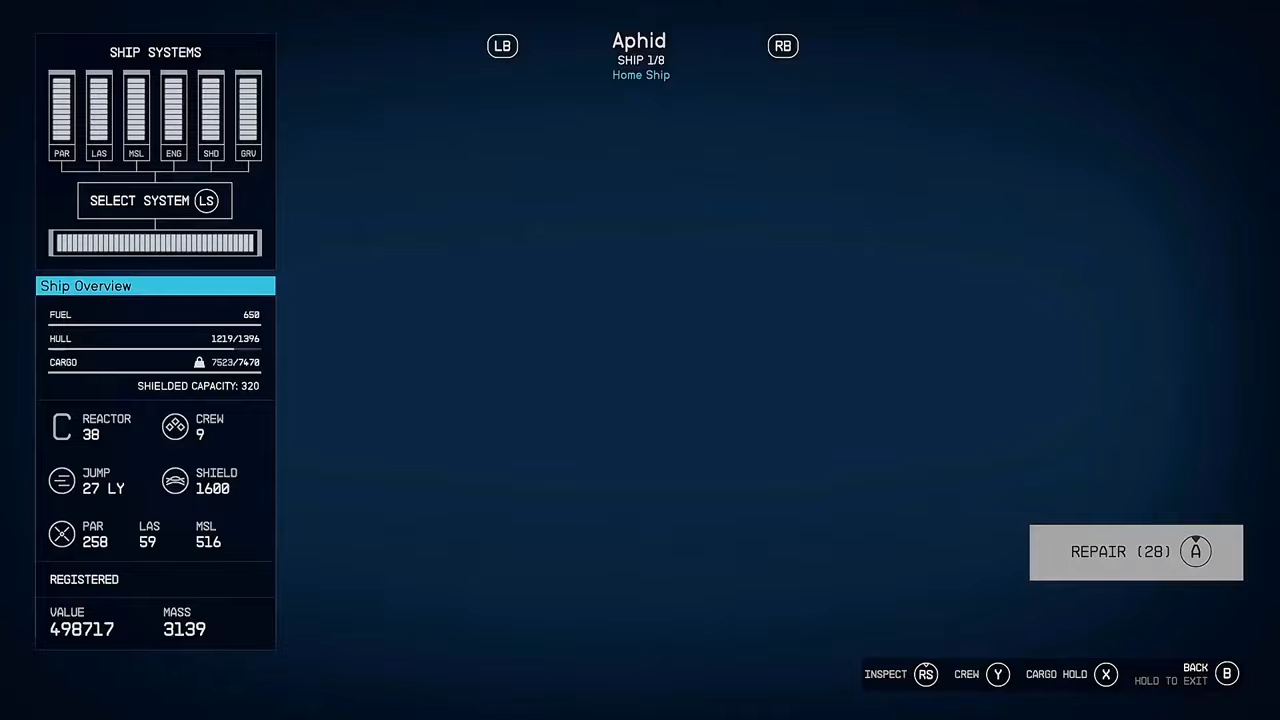 SHIP SYSTEMS
PAR LAS MSL ENG SHD GRV
SELECT SYSTEM LS
LB
Aphid
RB
SHIP 1/8
Home Ship
Ship Overview
FUEL 650
HULL 1219/1396
CARGO 7523/7470
SHIELDED CAPACITY: 320
C REACTOR 38
CREW 9
JUMP 27 LY
SHIELD 1600
PAR 258
LAS 59
MSL 516
REGISTERED
VALUE 498717
MASS 3139
REPAIR (28) A
INSPECT RS CREW Y CARGO HOLD X BACK B
HOLD TO EXIT